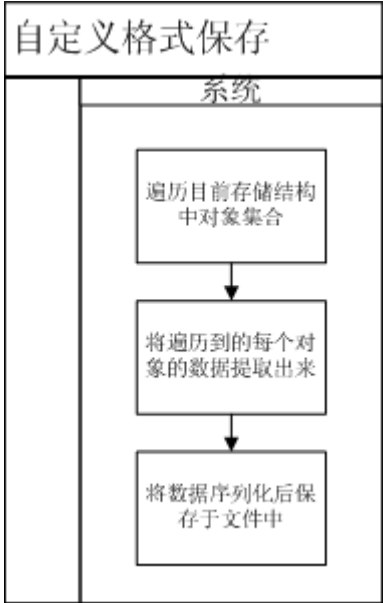 自定义格式保存
系统
遍历目前存储结构
中对象集合
将遍历到的每个对
象的数据提取出来
将数据序列化后保
存于文件中